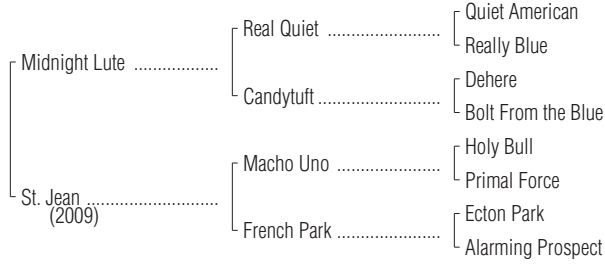 Quiet American
Real Quiet ......................
Really Blue
Midnight Lute .................
Dehere
Candytuft ........................
Bolt From the Blue
Holy Bull
Macho Uno ....................
Primal Force
St. Jean ..........................
(2009)
Ecton Park
French Park ....................
Alarming Prospect